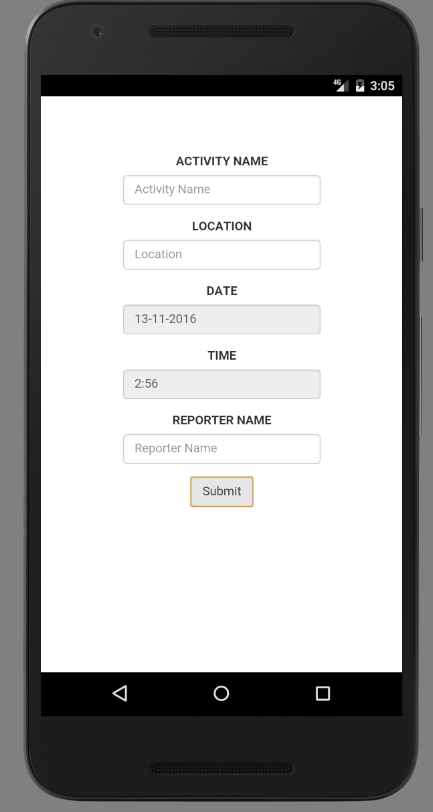 4G 3:05
ACTIVITY NAME
Activity Name
LOCATION
Location
DATE
13-11-2016
TIME
2:56
REPORTER NAME
Reporter Name
Submit